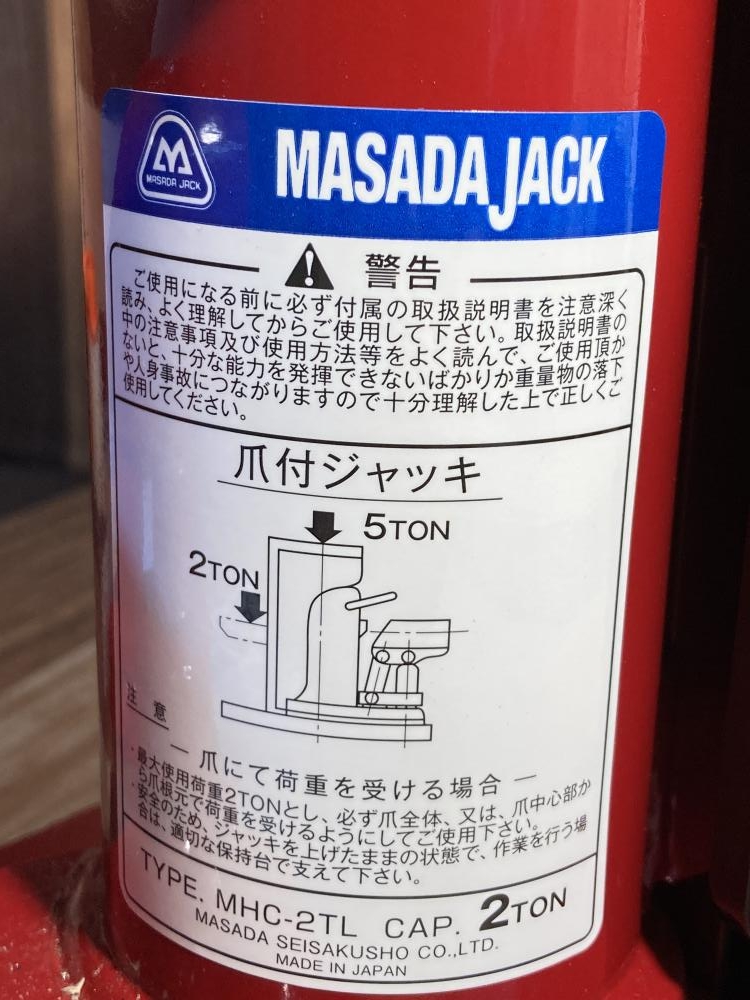 MASADA JACK
MASADA JACK
警告
ご使用になる前に必ず付属の取扱説明書を注意深く
読み、よく理解してからご使用して下さい。取扱説明書の
中の注意事項及び使用方法等をよく読んで、ご使用頂か
ないと、十分な能力を発揮できないばかりか重量物の落下
や人身事故につながりますので十分理解した上で正しくご
使用してください。
爪付ジャッキ
5TON
2TON
注意
— 爪にて荷重を受ける場合 —
・最大使用荷重2TONとし、必ず爪全体、又は、爪中心部か
ら爪根元で荷重を受けるようにしてご使用下さい。
・安全のため、ジャッキを上げたままの状態で、作業を行う場
合は、適切な保持台で支えて下さい。
TYPE. MHC-2TL CAP. 2TON
MASADA SEISAKUSHO CO.,LTD.
MADE IN JAPAN